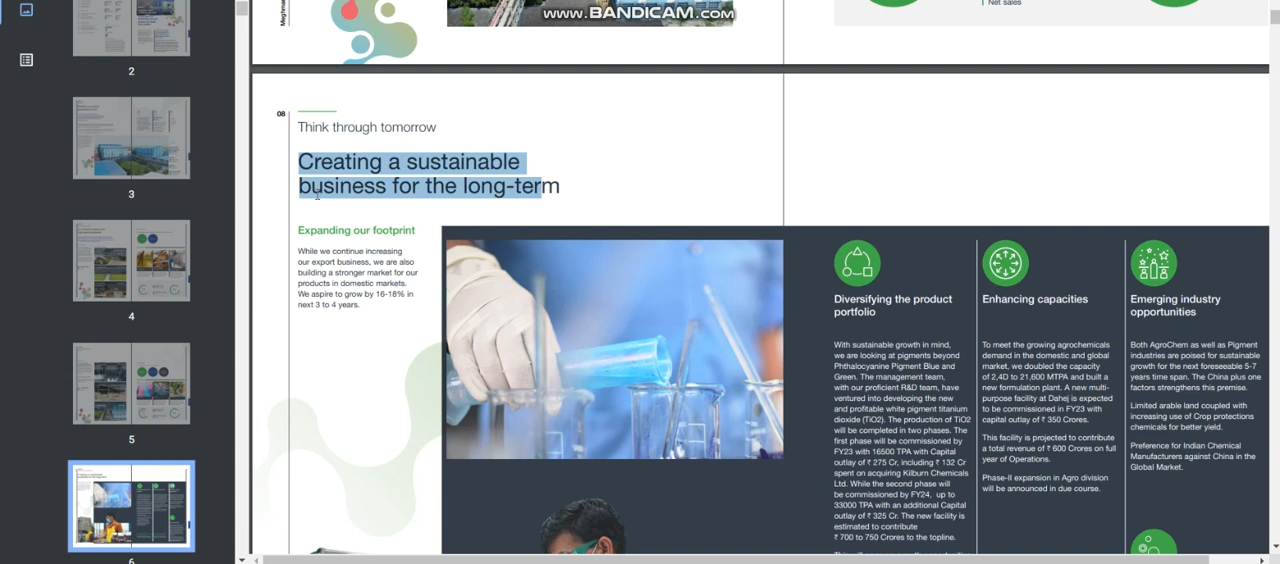 www.BANDICAM.com
Net sales
2
3
4
5
6
08
Think through tomorrow
Creating a sustainable
business for the long-term
Expanding our footprint
While we continue increasing
our export business, we are also
building a stronger market for our
products in domestic markets.
We aspire to grow by 16-18% in
next 3 to 4 years.
Diversifying the product
portfolio
With sustainable growth in mind,
we are looking at pigments beyond
Phthalocyanine Pigment Blue and
Green. The management team,
with our proficient R&D team, have
ventured into developing the new
and profitable white pigment titanium
dioxide (TiO2). The production of TiO2
will be completed in two phases. The
first phase will be commissioned by
FY23 with 16500 TPA with Capital
outlay of ₹ 275 Cr, including ₹ 132 Cr
spent on acquiring Kilburn Chemicals
Ltd. While the second phase will
be commissioned by FY24, up to
33000 TPA with an additional Capital
outlay of ₹ 325 Cr. The new facility is
estimated to contribute
₹ 700 to 750 Crores to the topline.
Enhancing capacities
To meet the growing agrochemicals
demand in the domestic and global
market, we doubled the capacity
of 2,4D to 21,600 MTPA and built a
new formulation plant. A new multi-
purpose facility at Dahej is expected
to be commissioned in FY23 with
capital outlay of ₹ 350 Crores.
This facility is projected to contribute
a total revenue of ₹ 600 Crores on full
year of Operations.
Phase-II expansion in Agro division
will be announced in due course.
Emerging industry
opportunities
Both AgroChem as well as Pigment
industries are poised for sustainable
growth for the next foreseeable 5-7
years time span. The China plus one
factors strengthens this premise.
Limited arable land coupled with
increasing use of Crop protections
chemicals for better yield.
Preference for Indian Chemical
Manufacturers against China in the
Global Market.